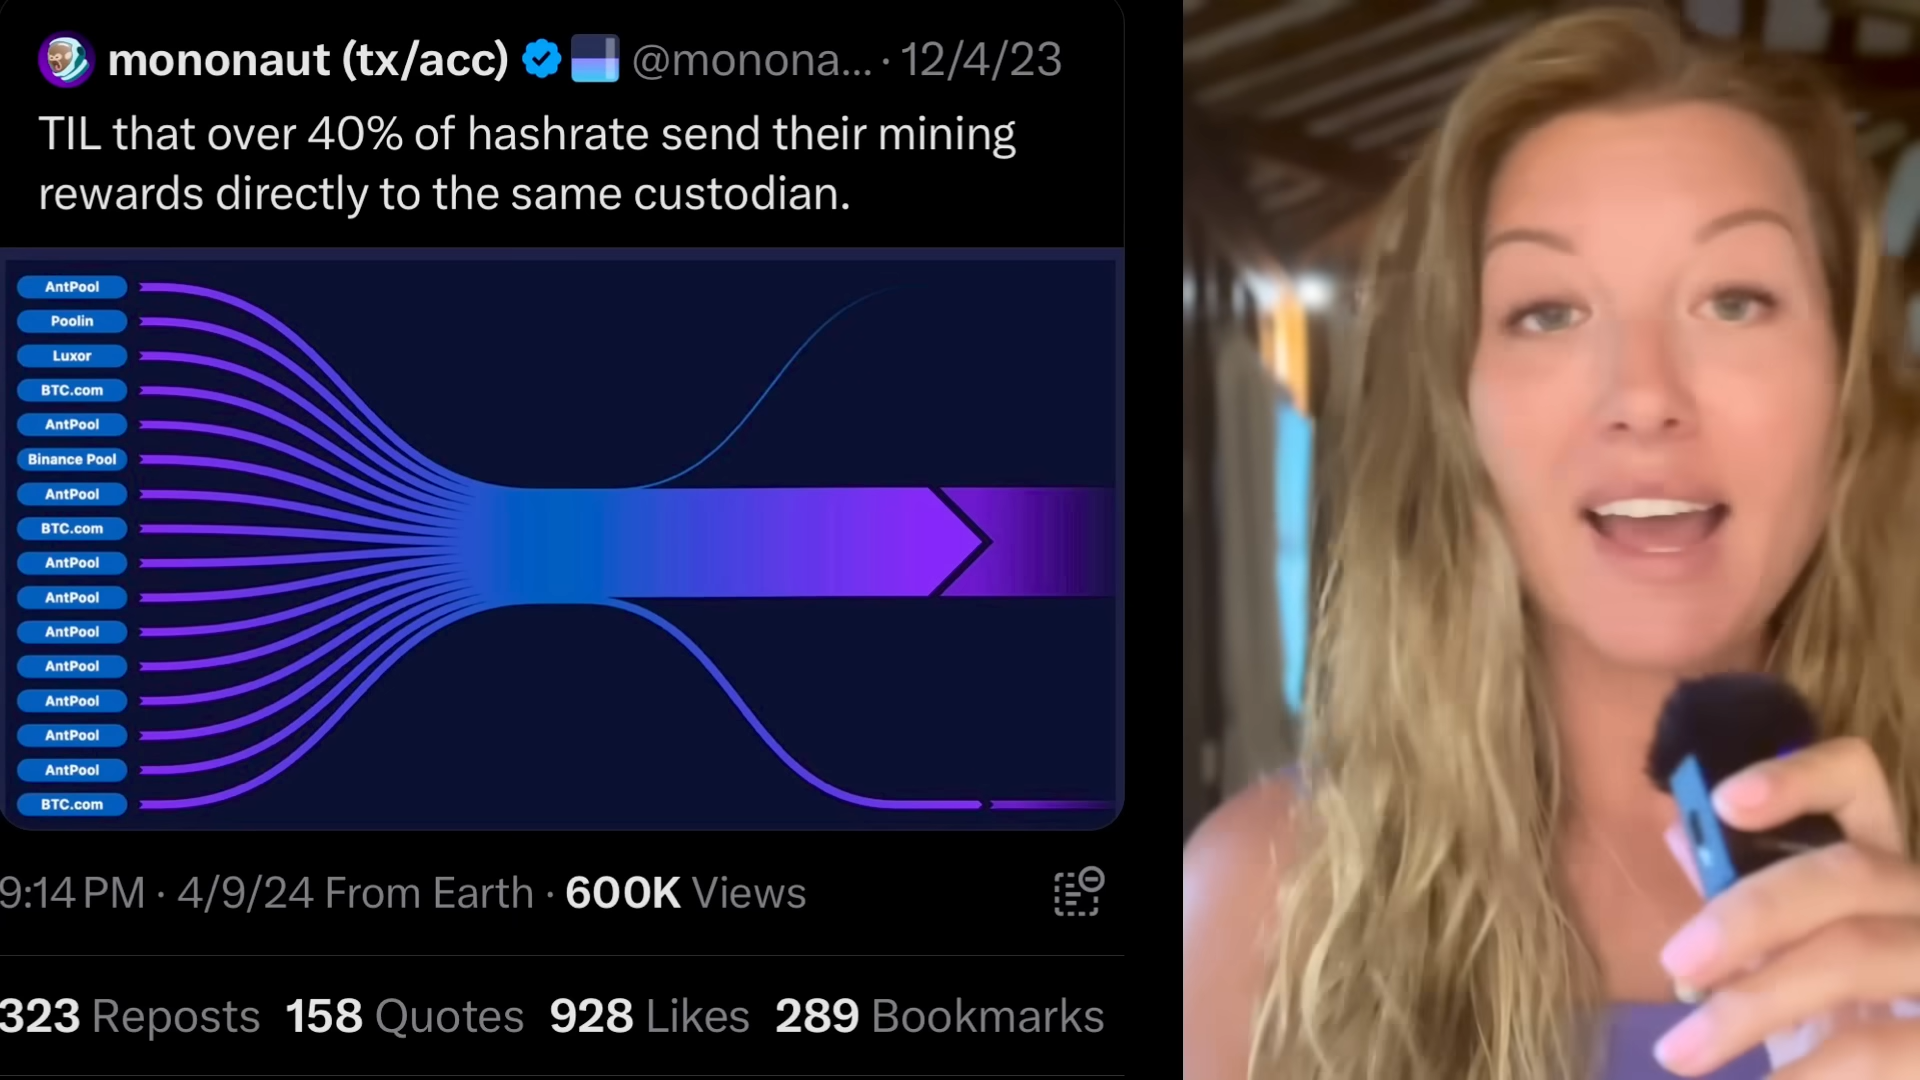 mononaut (tx/acc) @monona... · 12/4/23
TIL that over 40% of hashrate send their mining
rewards directly to the same custodian.
AntPool
Poolin
Luxor
BTC.com
AntPool
Binance Pool
AntPool
BTC.com
AntPool
AntPool
AntPool
AntPool
AntPool
AntPool
AntPool
BTC.com
9:14 PM · 4/9/24 From Earth · 600K Views
323 Reposts 158 Quotes 928 Likes 289 Bookmarks